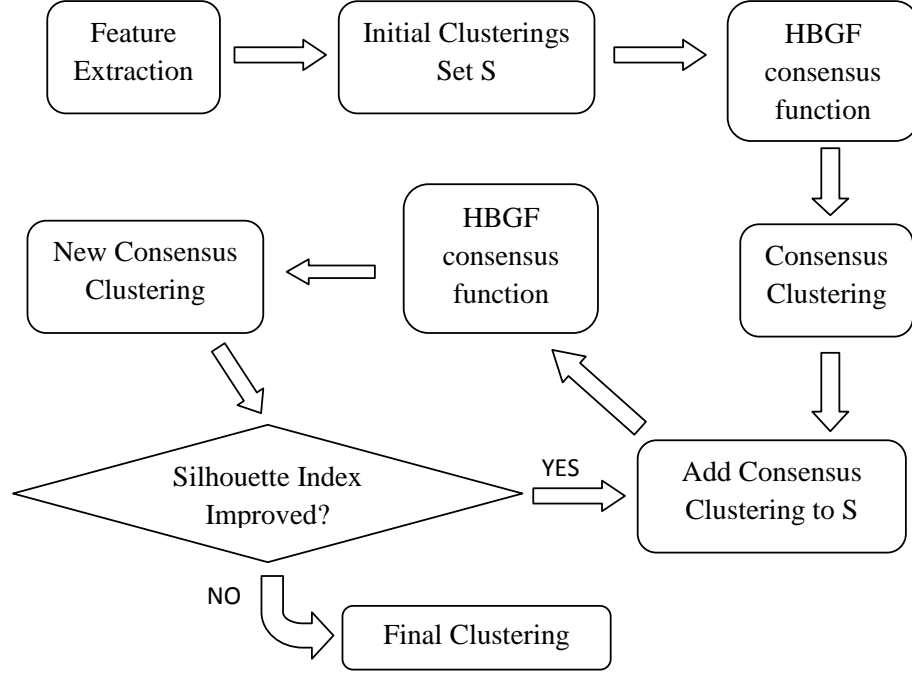 Feature
Extraction
Initial Clusterings
Set S
HBGF
consensus
function
Consensus
Clustering
Add Consensus
Clustering to S
HBGF
consensus
function
New Consensus
Clustering
Silhouette Index
Improved?
YES
NO
Final Clustering